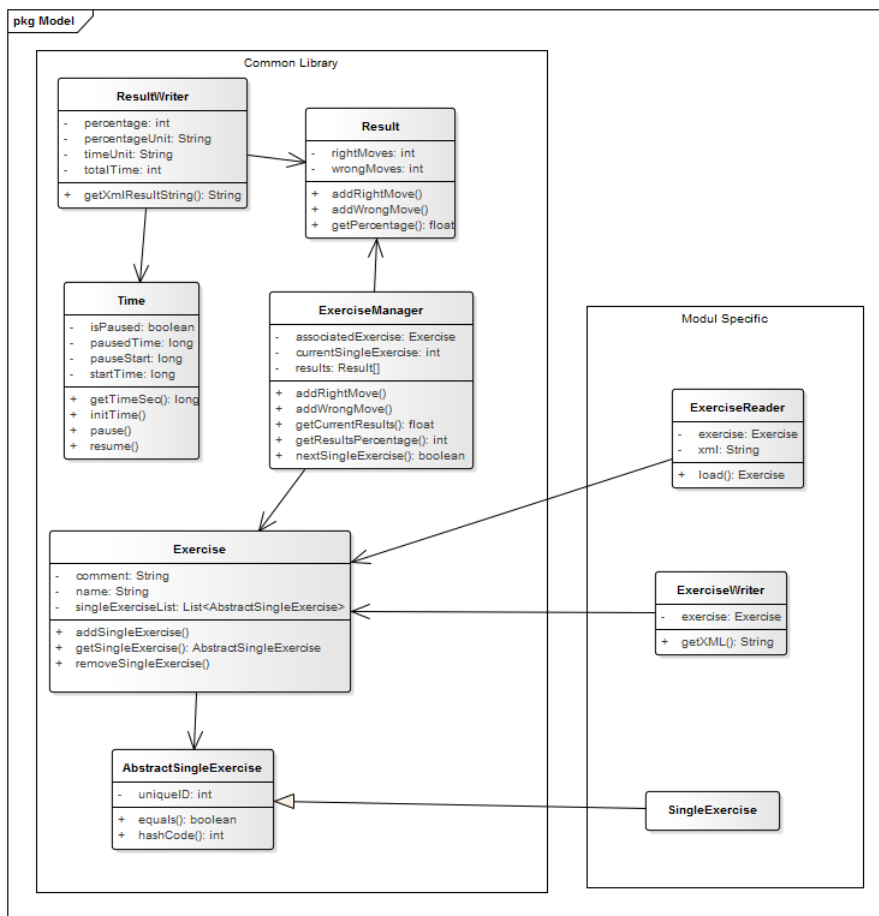 pkg Model
Common Library
ResultWriter
- percentage: int
- percentageUnit: String
- timeUnit: String
- totalTime: int
+ getXmlResultString(): String
Result
- rightMoves: int
- wrongMoves: int
+ addRightMove()
+ addWrongMove()
+ getPercentage(): float
Time
- isPaused: boolean
- pausedTime: long
- pauseStart: long
- startTime: long
+ getTimeSec(): long
+ initTime()
+ pause()
+ resume()
ExerciseManager
- associatedExercise: Exercise
- currentSingleExercise: int
- results: Result[]
+ addRightMove()
+ addWrongMove()
+ getCurrentResults(): float
+ getResultsPercentage(): int
+ nextSingleExercise(): boolean
Exercise
- comment: String
- name: String
- singleExerciseList: List<AbstractSingleExercise>
+ addSingleExercise()
+ getSingleExercise(): AbstractSingleExercise
+ removeSingleExercise()
AbstractSingleExercise
- uniqueID: int
+ equals(): boolean
+ hashCode(): int
Modul Specific
ExerciseReader
- exercise: Exercise
- xml: String
+ load(): Exercise
ExerciseWriter
- exercise: Exercise
+ getXML(): String
SingleExercise